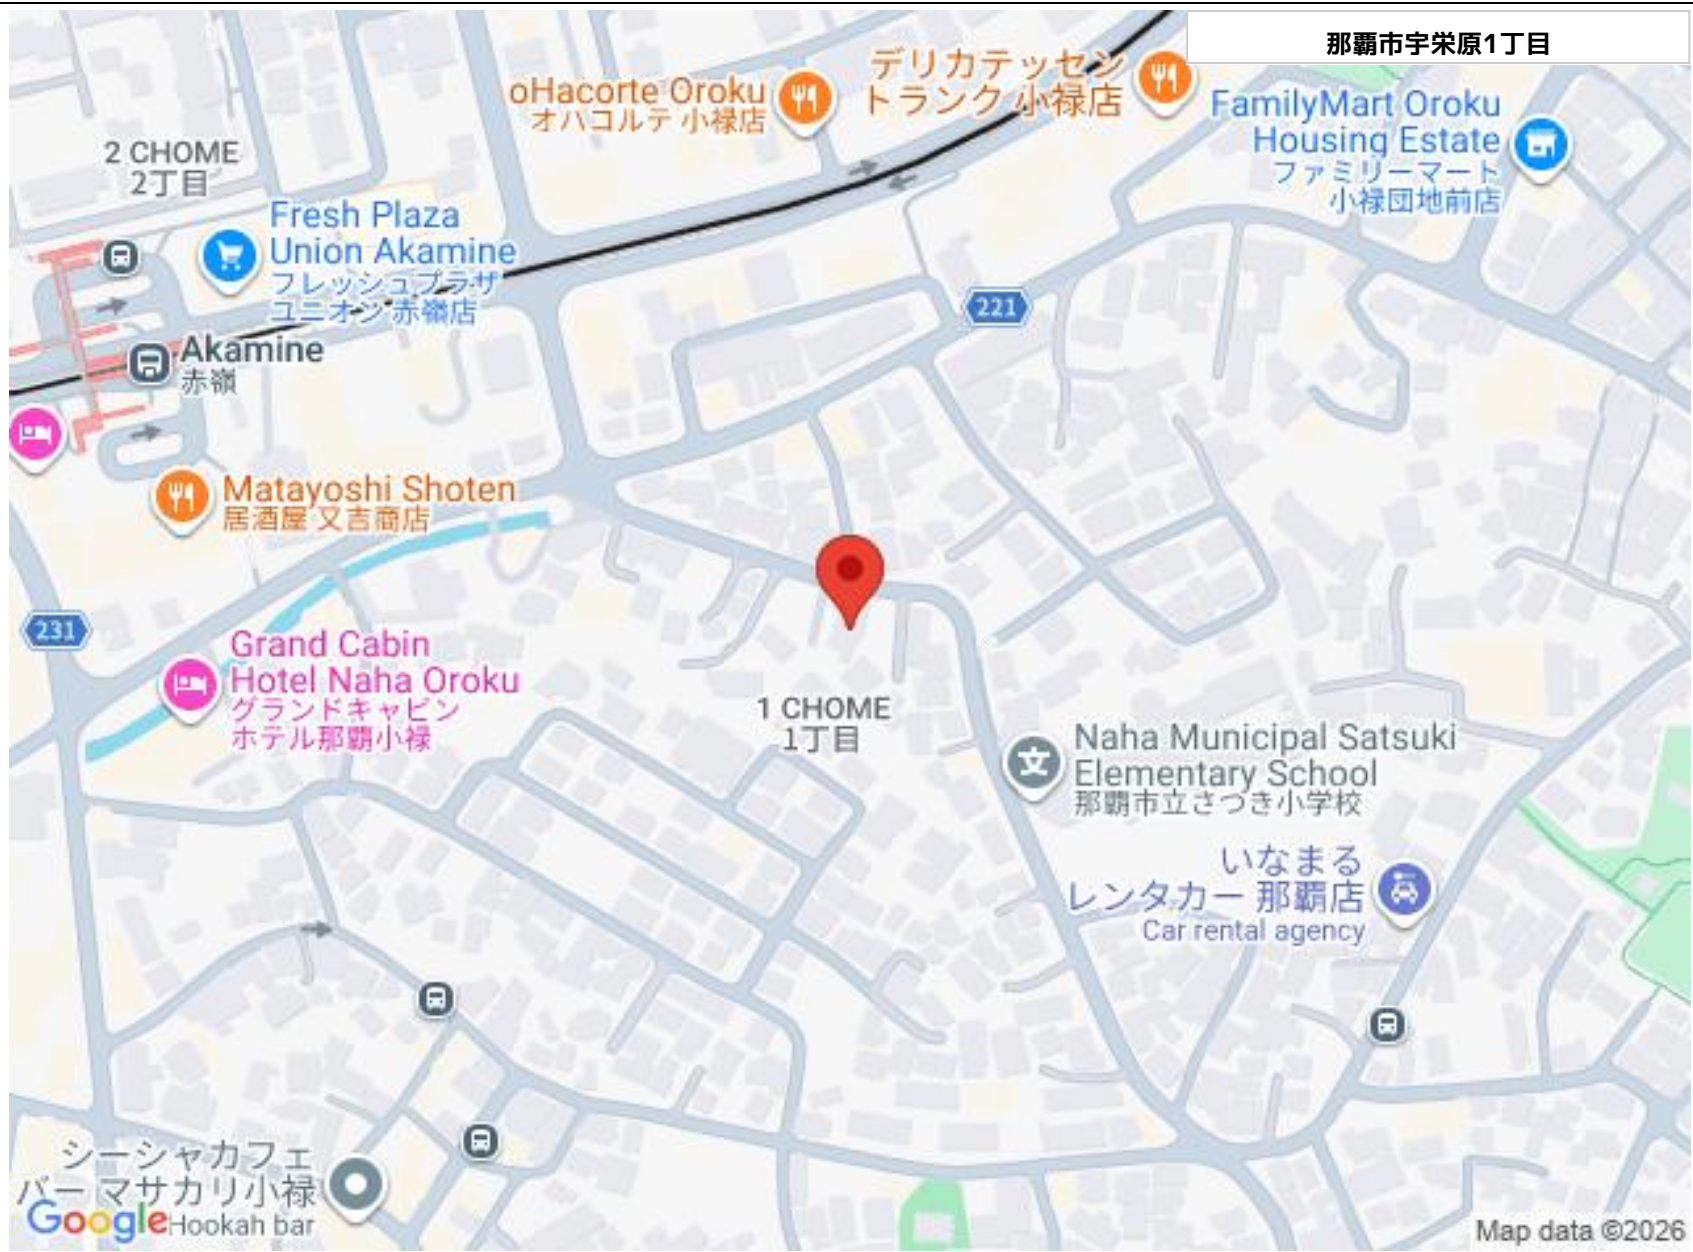 那覇市宇栄原1丁目
デリカテッセン
トランク 小禄店
oHacorte Oroku
オハコルテ 小禄店
FamilyMart Oroku
Housing Estate
ファミリーマート
小禄団地前店
2 CHOME
2丁目
Fresh Plaza
Union Akamine
フレッシュプラザ
ユニオン 赤嶺店
221
Akamine
赤嶺
Matayoshi Shoten
居酒屋 又吉商店
231
Grand Cabin
Hotel Naha Oroku
グランドキャビン
ホテル那覇小禄
1 CHOME
1丁目
文
Naha Municipal Satsuki
Elementary School
那覇市立さつき小学校
いなまる
レンタカー 那覇店
Car rental agency
シーシャカフェ
バー マサカリ小禄
Hookah bar
Google
Map data ©2026